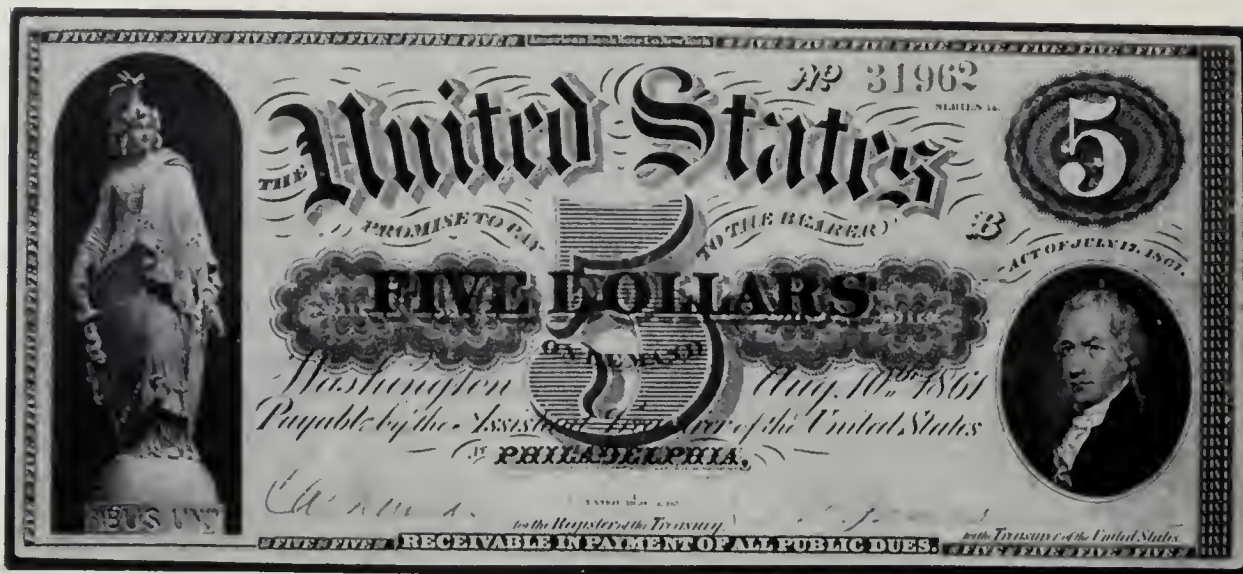 FIVE FIVE FIVE FIVE FIVE FIVE FIVE FIVE American Bank Note Co. New York FIVE FIVE FIVE FIVE FIVE FIVE FIVE FIVE
No 31962
SERIES
5
THE United States
PROMISE TO PAY TO THE BEARER
B
ACT OF JULY 17, 1861.
5
FIVE DOLLARS
ON DEMAND
Washington Aug. 10th 1861
Payable by the Assistant Treasurer of the United States
AT PHILADELPHIA,
for the Register of the Treasury.
for the Treasurer of the United States.
FIVE FIVE RECEIVABLE IN PAYMENT OF ALL PUBLIC DUES. FIVE FIVE FIVE FIVE